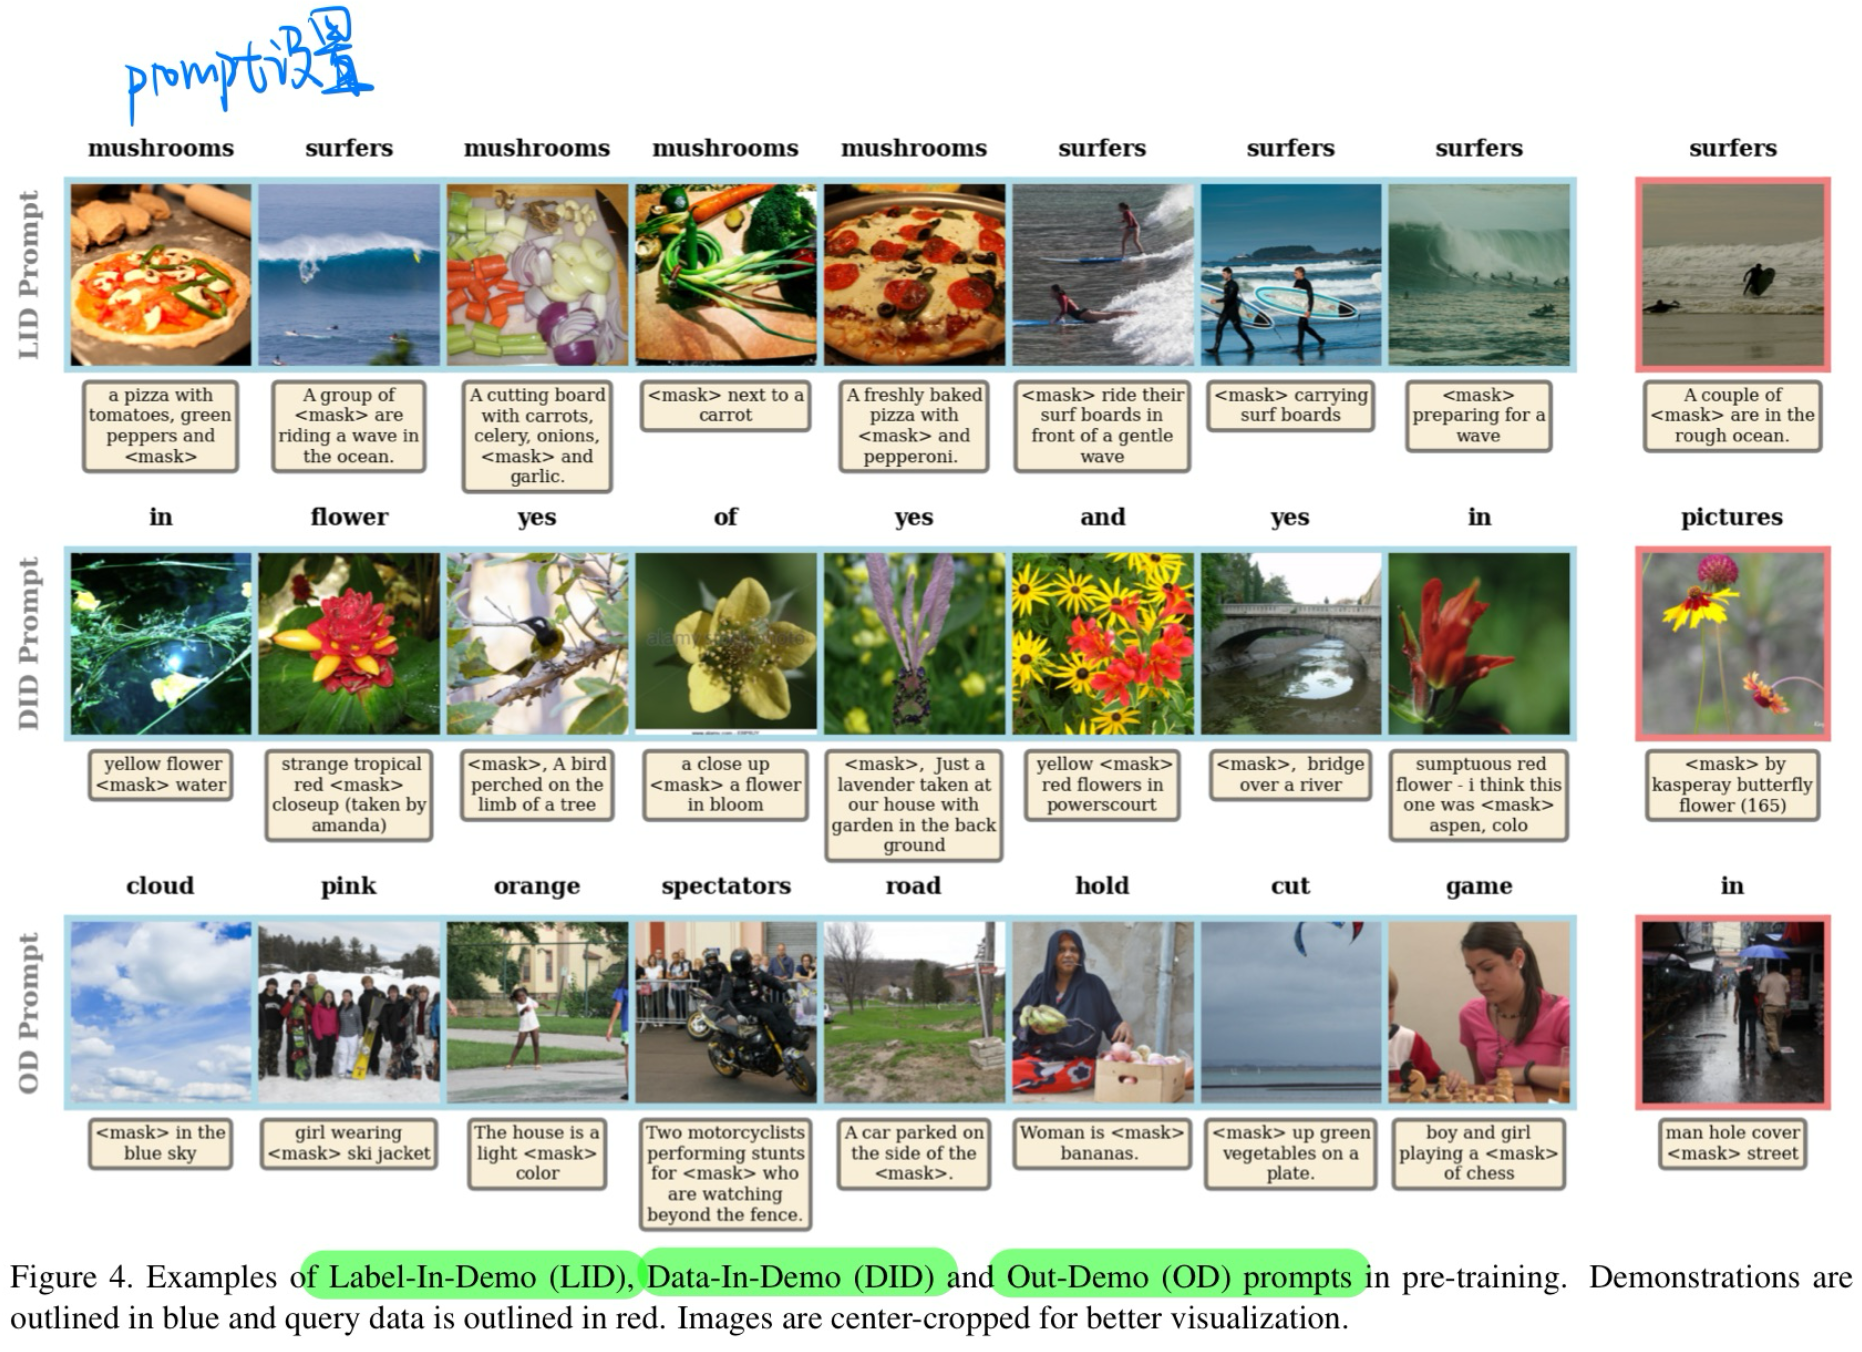 prompt设置
mushrooms surfers mushrooms mushrooms mushrooms surfers surfers surfers surfers
LID Prompt
a pizza with
tomatoes, green
peppers and
<mask>
A group of
<mask> are
riding a wave in
the ocean.
A cutting board
with carrots,
celery, onions,
<mask> and
garlic.
<mask> next to a
carrot
A freshly baked
pizza with
<mask> and
pepperoni.
<mask> ride their
surf boards in
front of a gentle
wave
<mask> carrying
surf boards
<mask>
preparing for a
wave
A couple of
<mask> are in the
rough ocean.
in flower yes of yes and yes in pictures
DID Prompt
yellow flower
<mask> water
strange tropical
red <mask>
closeup (taken by
amanda)
<mask>, A bird
perched on the
limb of a tree
a close up
<mask> a flower
in bloom
<mask>, Just a
lavender taken at
our house with
garden in the back
ground
yellow <mask>
red flowers in
powerscourt
<mask>, bridge
over a river
sumptuous red
flower - i think this
one was <mask>
aspen, colo
<mask> by
kasperay butterfly
flower (165)
cloud pink orange spectators road hold cut game in
OD Prompt
<mask> in the
blue sky
girl wearing
<mask> ski jacket
The house is a
light <mask>
color
Two motorcyclists
performing stunts
for <mask> who
are watching
beyond the fence.
A car parked on
the side of the
<mask>.
Woman is <mask>
bananas.
<mask> up green
vegetables on a
plate.
boy and girl
playing a <mask>
of chess
man hole cover
<mask> street
Figure 4. Examples of Label-In-Demo (LID), Data-In-Demo (DID) and Out-Demo (OD) prompts in pre-training. Demonstrations are
outlined in blue and query data is outlined in red. Images are center-cropped for better visualization.